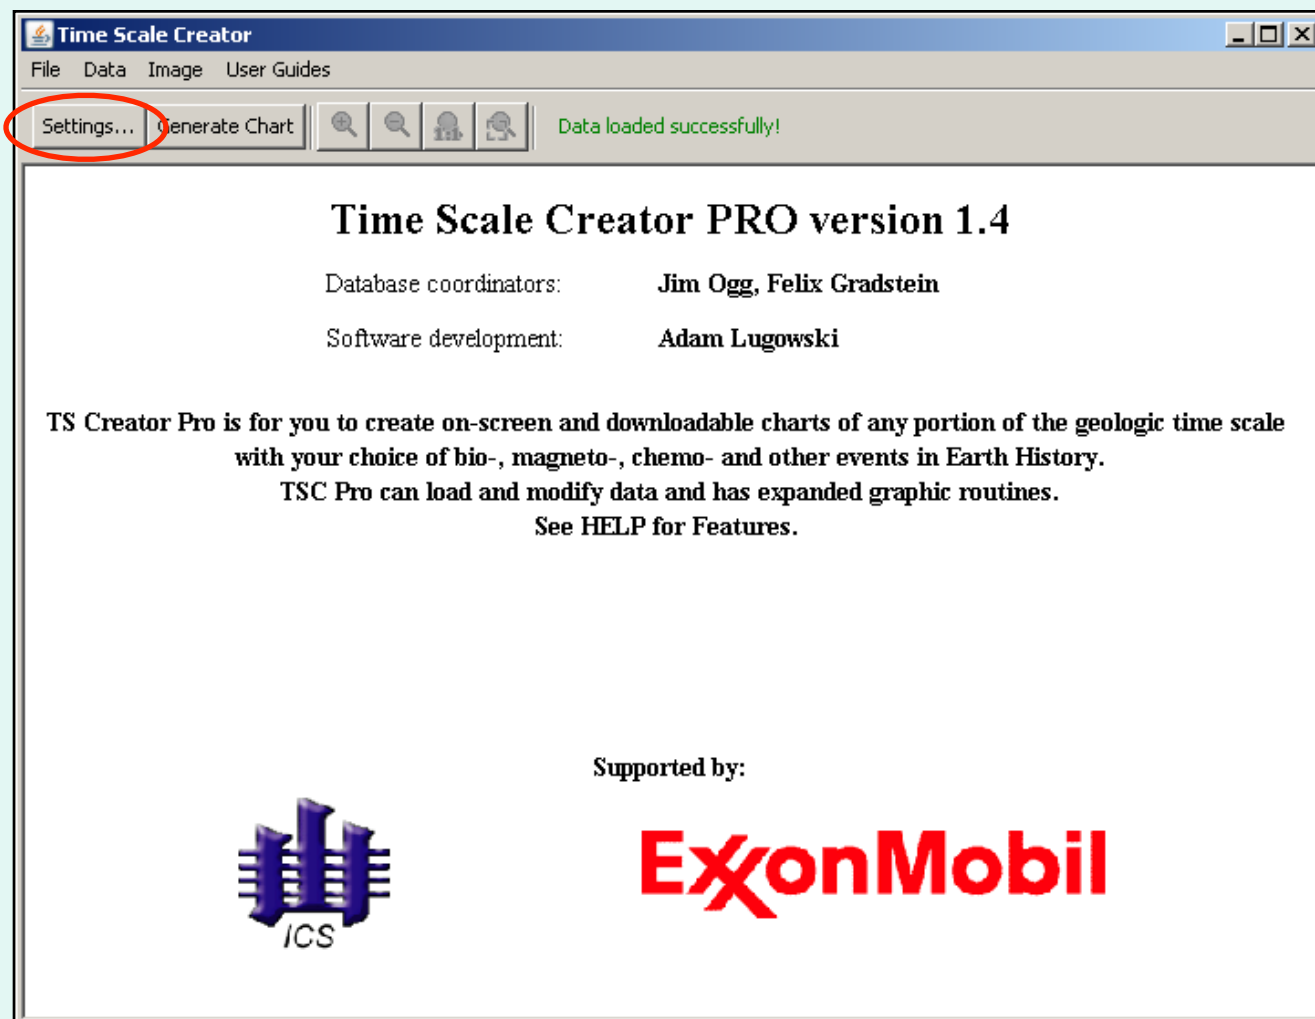 Time Scale Creator
File Data Image User Guides
Settings... Generate Chart Data loaded successfully!
Time Scale Creator PRO version 1.4
Database coordinators: Jim Ogg, Felix Gradstein
Software development: Adam Lugowski
TS Creator Pro is for you to create on-screen and downloadable charts of any portion of the geologic time scale
with your choice of bio-, magneto-, chemo- and other events in Earth History.
TSC Pro can load and modify data and has expanded graphic routines.
See HELP for Features.
Supported by:
ICS
ExxonMobil